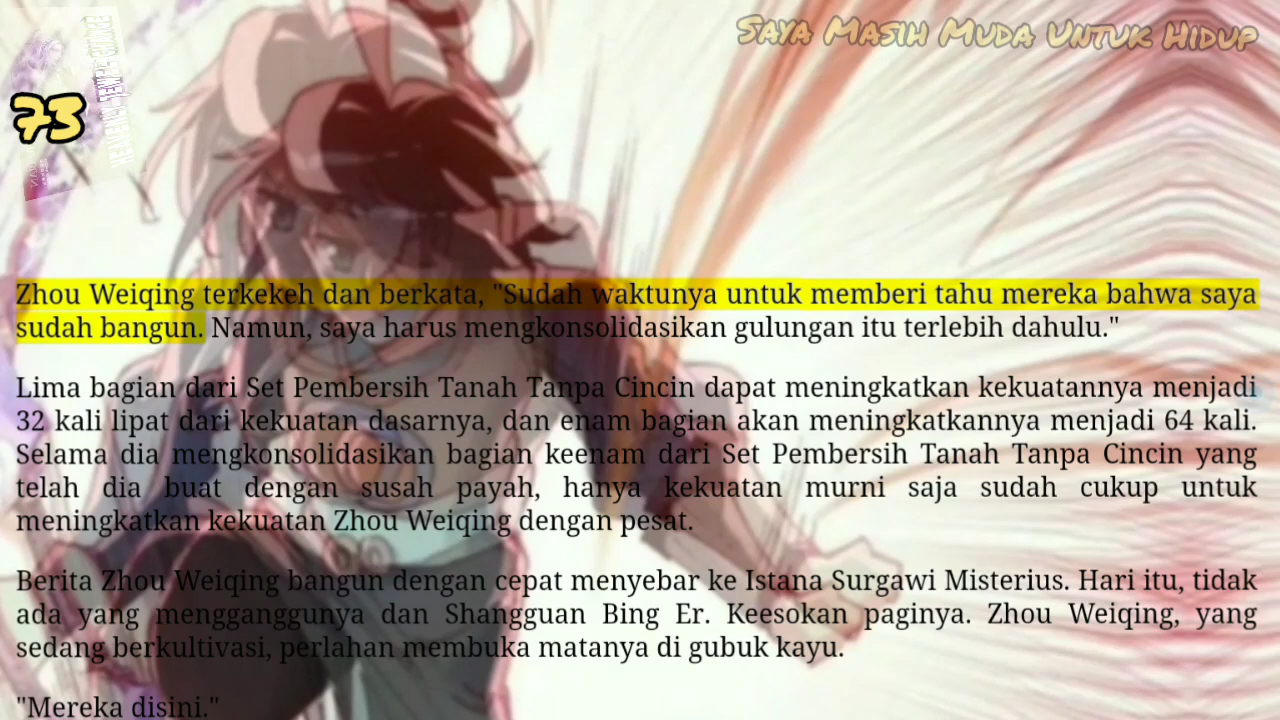 Saya Masih Muda Untuk Hidup
73
HEAVENLY JEWEL CHANGE
Zhou Weiqing terkekeh dan berkata, "Sudah waktunya untuk memberi tahu mereka bahwa saya
sudah bangun. Namun, saya harus mengkonsolidasikan gulungan itu terlebih dahulu."
Lima bagian dari Set Pembersih Tanah Tanpa Cincin dapat meningkatkan kekuatannya menjadi
32 kali lipat dari kekuatan dasarnya, dan enam bagian akan meningkatkannya menjadi 64 kali.
Selama dia mengkonsolidasikan bagian keenam dari Set Pembersih Tanah Tanpa Cincin yang
telah dia buat dengan susah payah, hanya kekuatan murni saja sudah cukup untuk
meningkatkan kekuatan Zhou Weiqing dengan pesat.
Berita Zhou Weiqing bangun dengan cepat menyebar ke Istana Surgawi Misterius. Hari itu, tidak
ada yang mengganggunya dan Shangguan Bing Er. Keesokan paginya. Zhou Weiqing, yang
sedang berkultivasi, perlahan membuka matanya di gubuk kayu.
"Mereka disini."